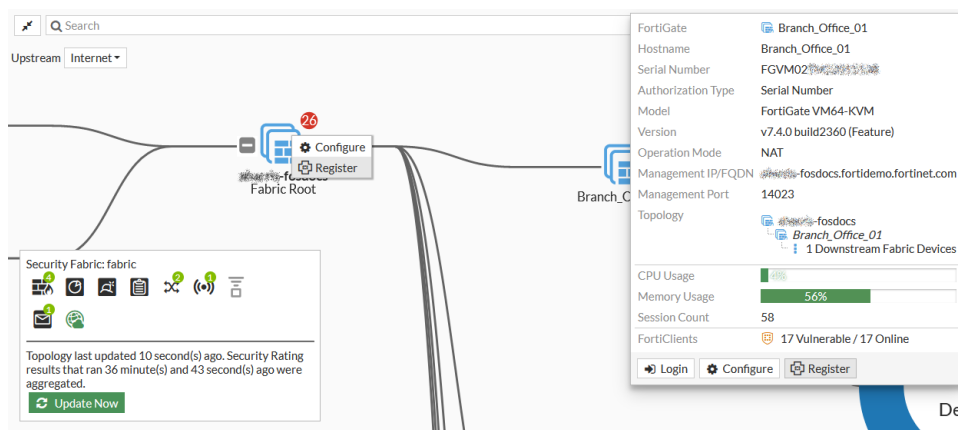 Search
Upstream Internet
26
Configure
Register
-fosdocs
Fabric Root
Branch_O
Security Fabric: fabric
4
2
1
1
Topology last updated 10 second(s) ago. Security Rating
results that ran 36 minute(s) and 43 second(s) ago were
aggregated.
Update Now
FortiGate Branch_Office_01
Hostname Branch_Office_01
Serial Number FGVM02
Authorization Type Serial Number
Model FortiGate VM64-KVM
Version v7.4.0 build2360 (Feature)
Operation Mode NAT
Management IP/FQDN -fosdocs.fortidemo.fortinet.com
Management Port 14023
Topology -fosdocs
Branch_Office_01
1 Downstream Fabric Devices
CPU Usage
Memory Usage 56%
Session Count 58
FortiClients 17 Vulnerable / 17 Online
Login Configure Register
De